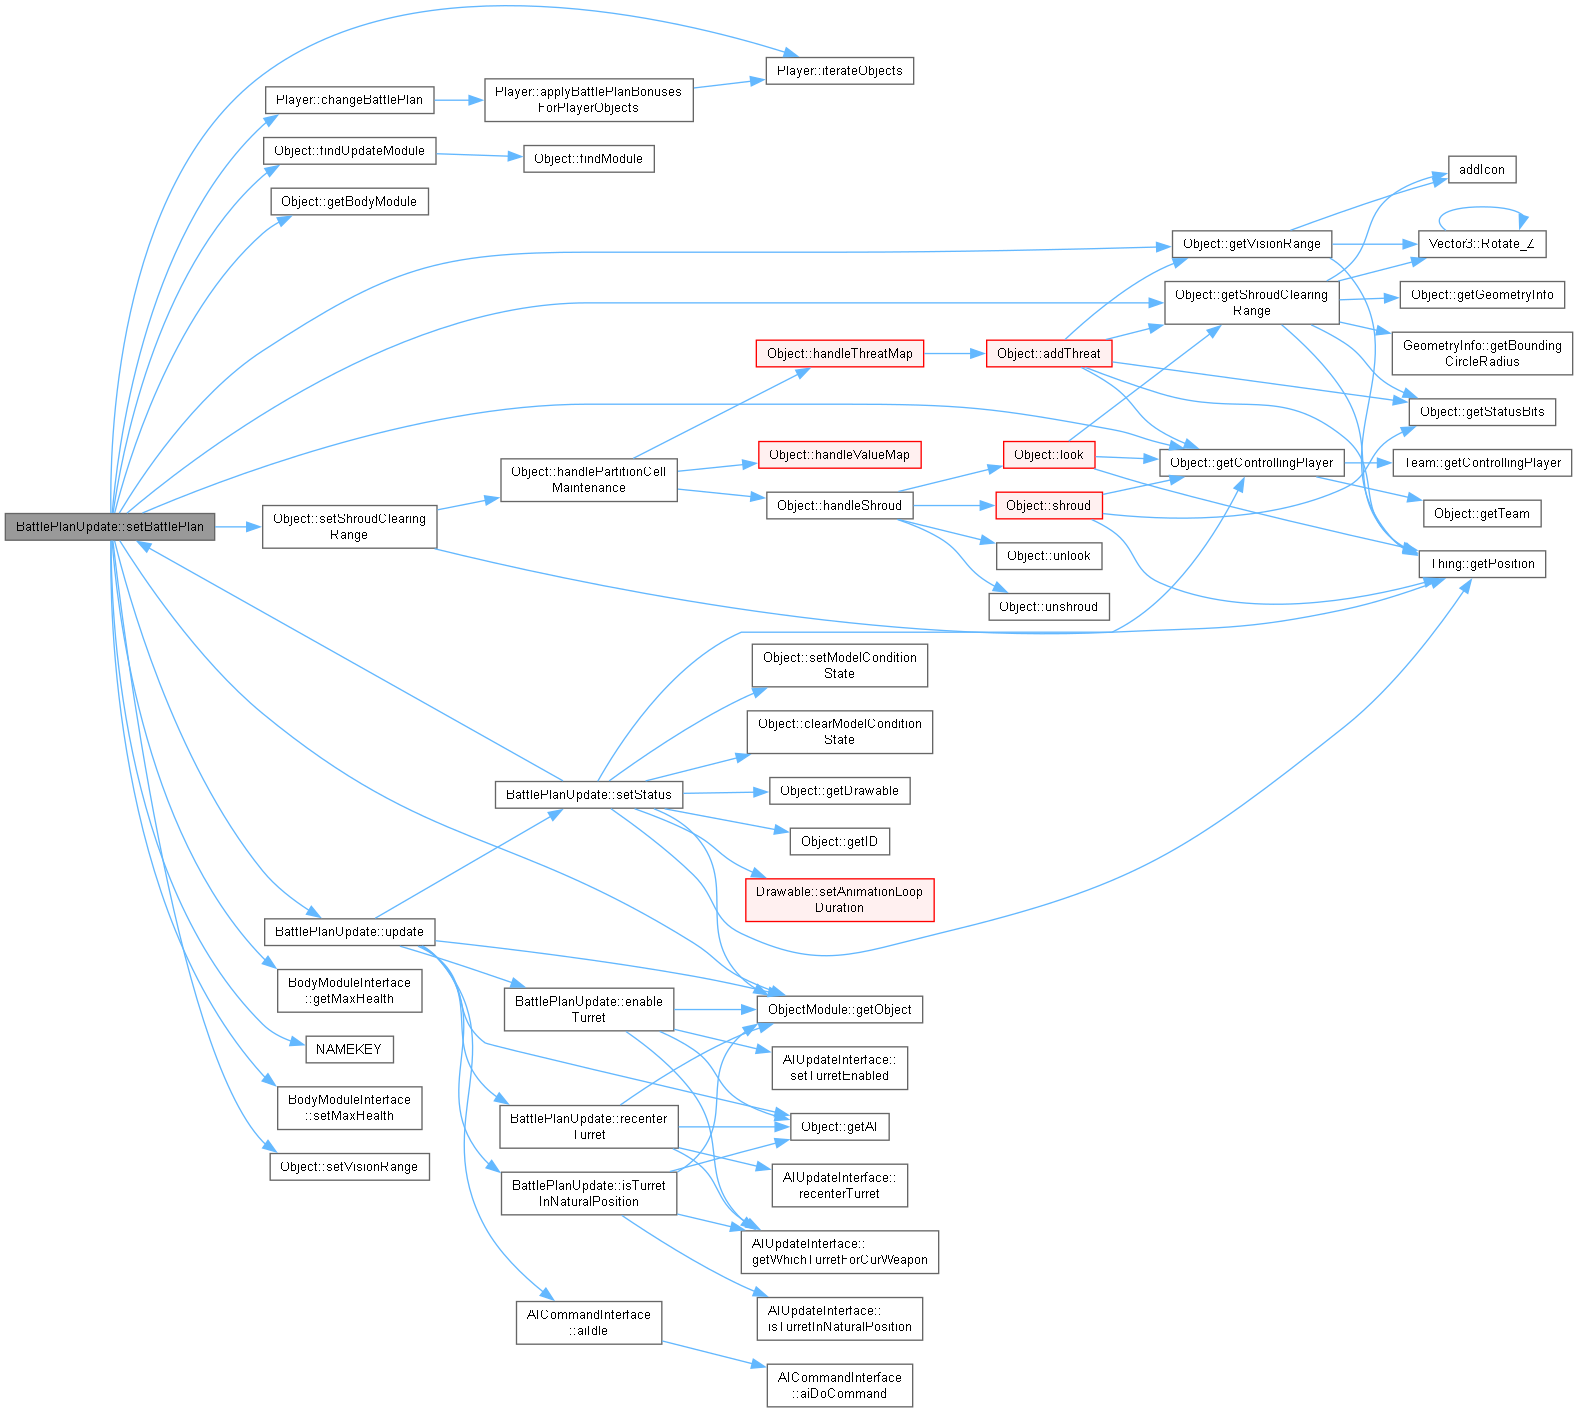 Player::iterateObjects
Player::changeBattlePlan
Player::applyBattlePlanBonuses
ForPlayerObjects
Object::findUpdateModule
Object::findModule
Object::getBodyModule
addIcon
Object::getVisionRange
Vector3::Rotate_Z
Object::getShroudClearing
Range
Object::getGeometryInfo
GeometryInfo::getBounding
CircleRadius
Object::handleThreatMap
Object::addThreat
Object::getStatusBits
Object::handleValueMap
Object::look
Object::getControllingPlayer
Team::getControllingPlayer
Object::handlePartitionCell
Maintenance
Object::handleShroud
Object::shroud
Object::getTeam
BattlePlanUpdate::setBattlePlan
Object::setShroudClearing
Range
Object::unlook
Thing::getPosition
Object::unshroud
Object::setModelCondition
State
Object::clearModelCondition
State
BattlePlanUpdate::setStatus
Object::getDrawable
Object::getID
Drawable::setAnimationLoop
Duration
BattlePlanUpdate::update
BodyModuleInterface
::getMaxHealth
BattlePlanUpdate::enable
Turret
ObjectModule::getObject
NAMEKEY
AIUpdateInterface::
setTurretEnabled
BodyModuleInterface
::setMaxHealth
BattlePlanUpdate::recenter
Turret
Object::getAI
Object::setVisionRange
BattlePlanUpdate::isTurret
InNaturalPosition
AIUpdateInterface::
recenterTurret
AIUpdateInterface::
getWhichTurretForCurWeapon
AICommandInterface
::aiIdle
AIUpdateInterface::
isTurretInNaturalPosition
AICommandInterface
::aiDoCommand